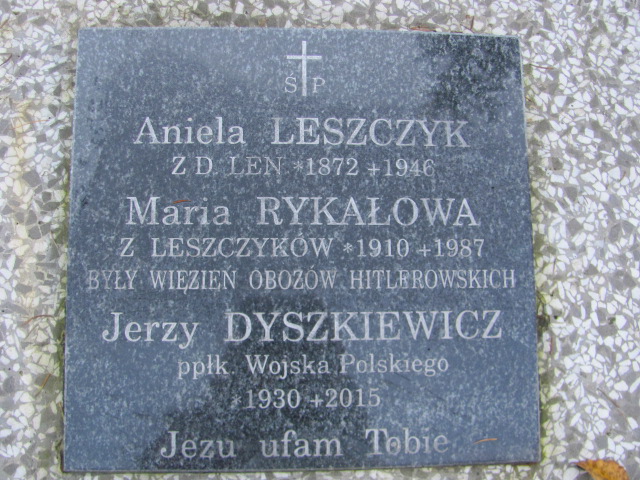 Ś P
Aniela LESZCZYK
Z D. LEN *1872 +1946
Maria RYKAŁOWA
Z LESZCZYKÓW *1910 +1987
BYŁY WIĘZIEŃ OBOZÓW HITLEROWSKICH
Jerzy DYSZKIEWICZ
ppłk. Wojska Polskiego
*1930 +2015
Jezu ufam Tobie